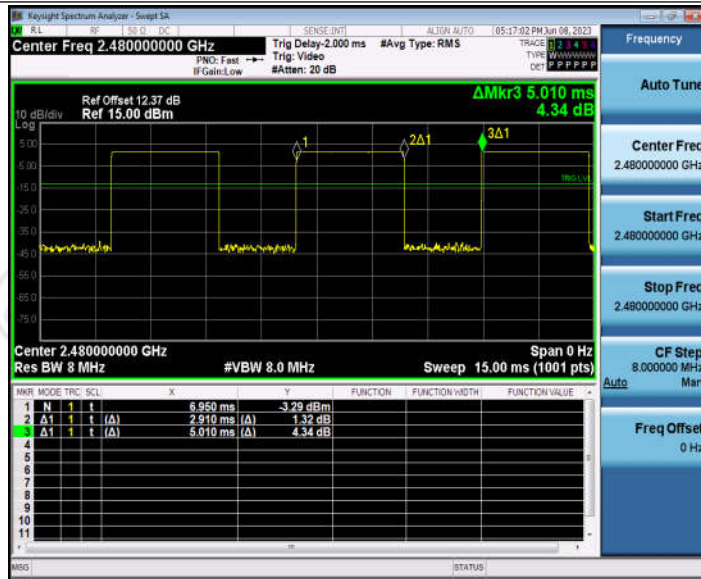 Keysight Spectrum Analyzer - Swept SA
RL RF 50 Ω DC SENSE:INT ALIGN AUTO 05:17:02 PM Jun 08, 2023
Center Freq 2.480000000 GHz
PNO: Fast
IFGain:Low
Trig Delay-2.000 ms
Trig: Video
#Atten: 20 dB
#Avg Type: RMS
TRACE 1 2 3 4 5 6
TYPE WWWWWW
DET P P P P P P
ΔMkr3 5.010 ms
4.34 dB
Ref Offset 12.37 dB
10 dB/div Ref 15.00 dBm
Log
5.00
-5.00
-15.0
-25.0
-35.0
-45.0
-55.0
-65.0
-75.0
1
2Δ1
3Δ1
TRIG LVL
Center 2.480000000 GHz Span 0 Hz
Res BW 8 MHz #VBW 8.0 MHz Sweep 15.00 ms (1001 pts)
MKR MODE TRC SCL X Y FUNCTION FUNCTION WIDTH FUNCTION VALUE
1 N 1 t 6.950 ms -3.29 dBm
2 Δ1 1 t (Δ) 2.910 ms (Δ) 1.32 dB
3 Δ1 1 t (Δ) 5.010 ms (Δ) 4.34 dB
4
5
6
7
8
9
10
11
MSG STATUS
Frequency
Auto Tune
Center Freq
2.480000000 GHz
Start Freq
2.480000000 GHz
Stop Freq
2.480000000 GHz
CF Step
8.000000 MHz
Auto Man
Freq Offset
0 Hz